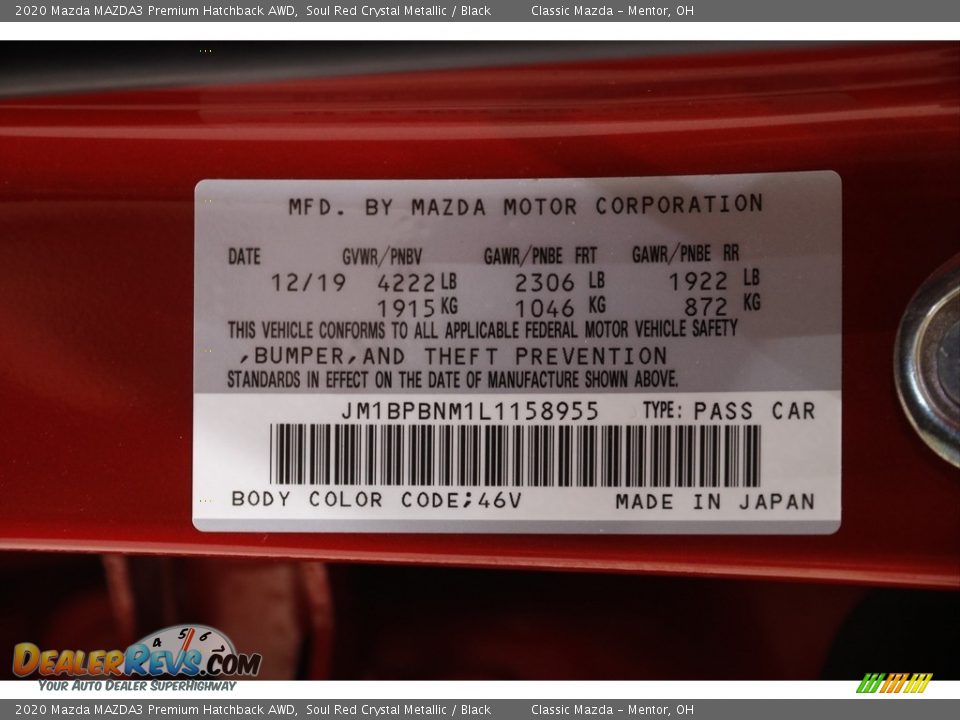 2020 Mazda MAZDA3 Premium Hatchback AWD,  Soul Red Crystal Metallic / Black  Classic Mazda – Mentor, OH
MFD. BY MAZDA MOTOR CORPORATION
DATE GVWR/PNBV GAWR/PNBE FRT GAWR/PNBE RR
12/19 4222 LB 2306 LB 1922 LB
1915 KG 1046 KG 872 KG
THIS VEHICLE CONFORMS TO ALL APPLICABLE FEDERAL MOTOR VEHICLE SAFETY
,BUMPER,AND THEFT PREVENTION
STANDARDS IN EFFECT ON THE DATE OF MANUFACTURE SHOWN ABOVE.
JM1BPBNM1L1158955 TYPE: PASS CAR
BODY COLOR CODE;46V MADE IN JAPAN
4 5 6 7
DEALERREVS.COM
YOUR AUTO DEALER SUPERHIGHWAY
2020 Mazda MAZDA3 Premium Hatchback AWD,  Soul Red Crystal Metallic / Black  Classic Mazda – Mentor, OH